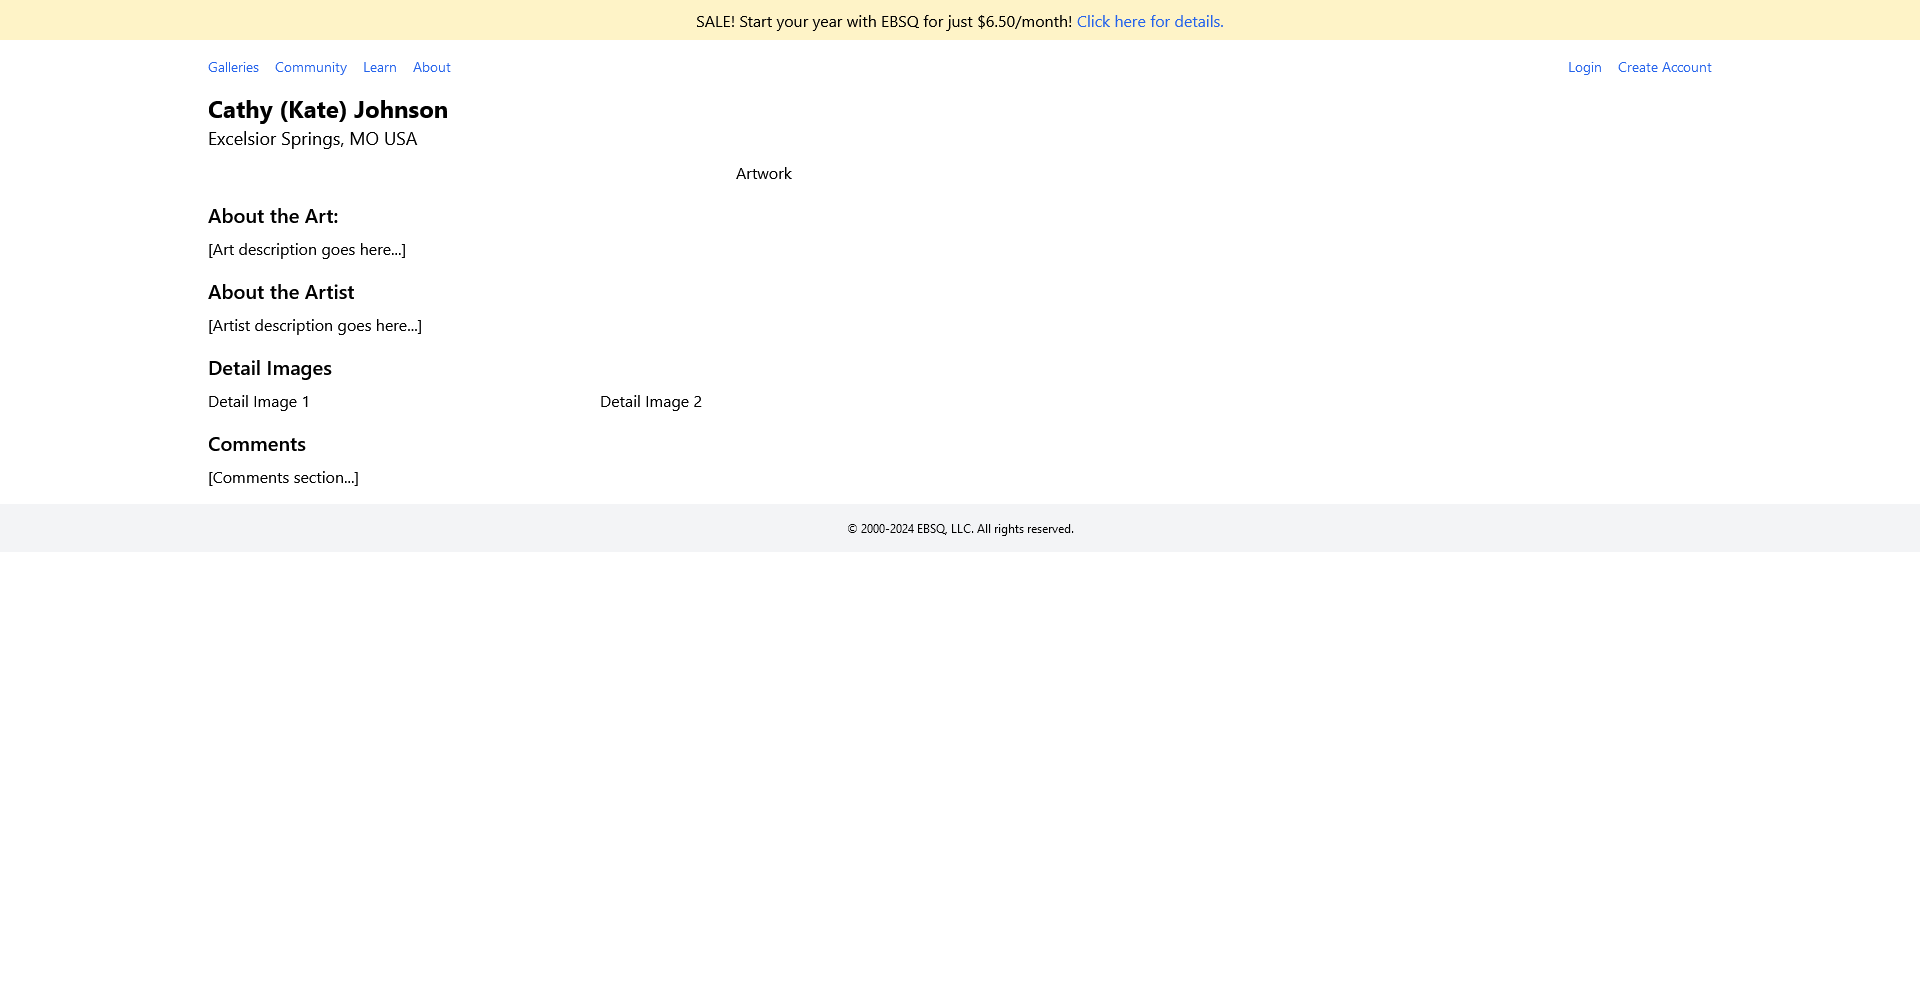 SALE! Start your year with EBSQ for just $6.50/month! Click here for details.
Galleries Community Learn About Login Create Account
Cathy (Kate) Johnson
Excelsior Springs, MO USA
Artwork
About the Art:
[Art description goes here...]
About the Artist
[Artist description goes here...]
Detail Images
Detail Image 1 Detail Image 2
Comments
[Comments section...]
© 2000-2024 EBSQ, LLC. All rights reserved.